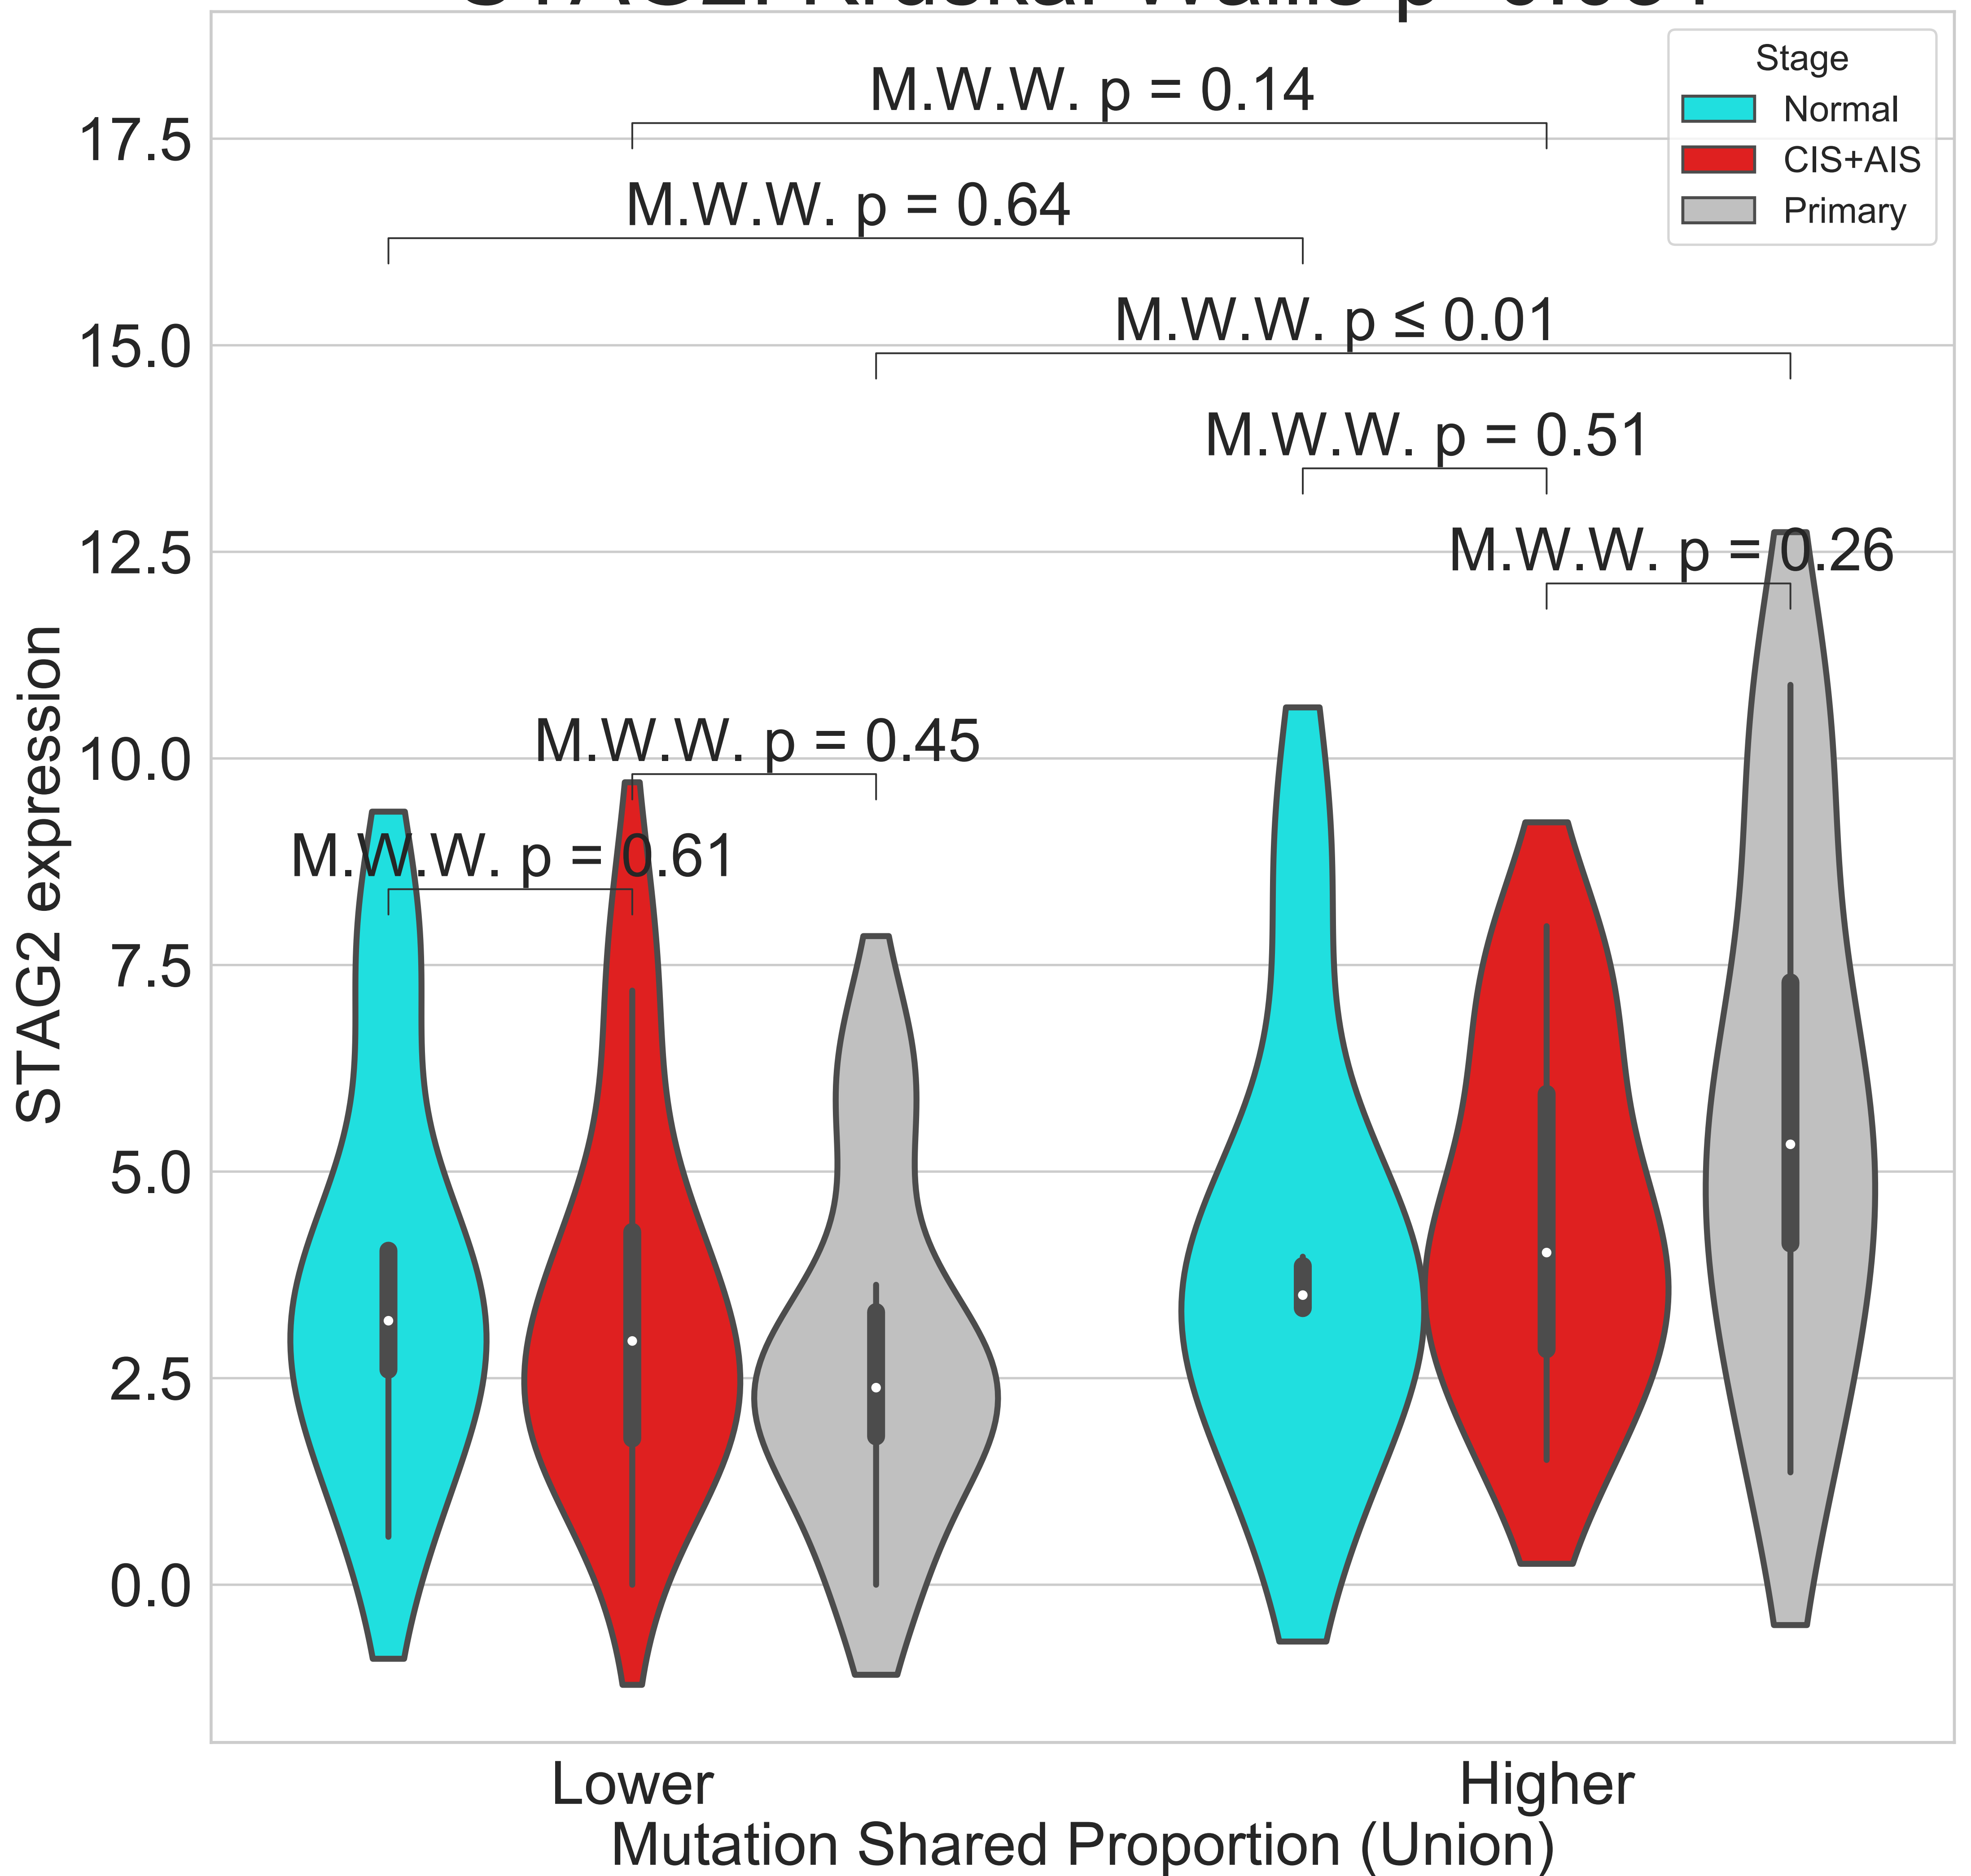 Stage
Normal
CIS+AIS
Primary
M.W.W. p = 0.14
M.W.W. p = 0.64
M.W.W. p ≤ 0.01
M.W.W. p = 0.51
M.W.W. p = 0.26
M.W.W. p = 0.45
M.W.W. p = 0.61
17.5
15.0
12.5
10.0
7.5
5.0
2.5
0.0
STAG2 expression
Lower
Higher
Mutation Shared Proportion (Union)